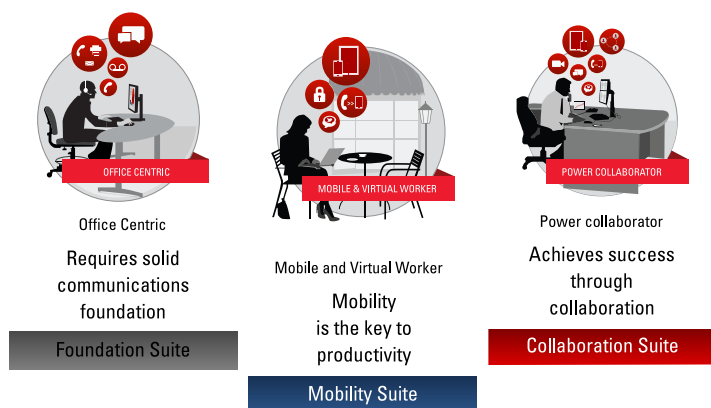 OFFICE CENTRIC
Office Centric
Requires solid
communications
foundation
Foundation Suite
MOBILE & VIRTUAL WORKER
Mobile and Virtual Worker
Mobility
is the key to
productivity
Mobility Suite
POWER COLLABORATOR
Power collaborator
Achieves success
through
collaboration
Collaboration Suite